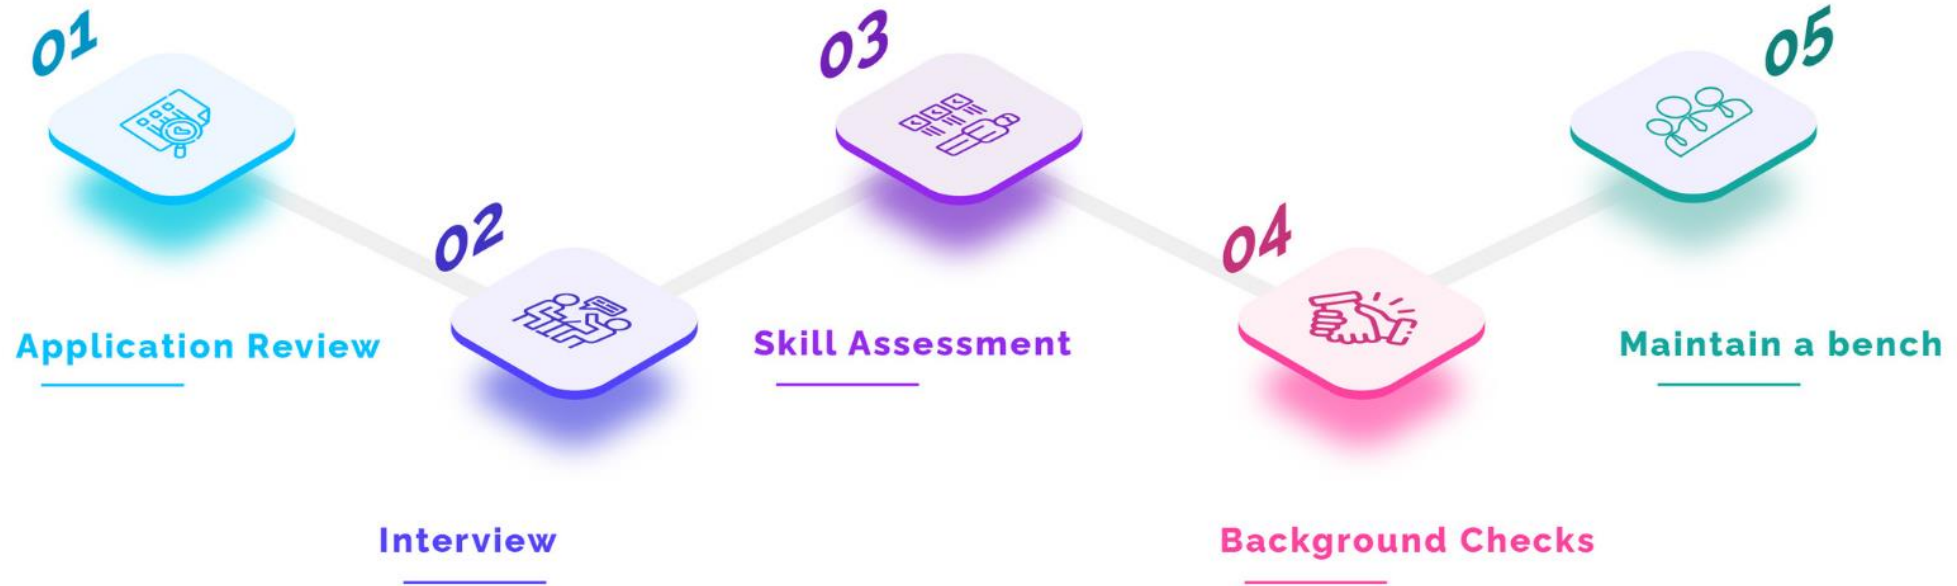 01
Application Review
02
Interview
03
Skill Assessment
04
Background Checks
05
Maintain a bench